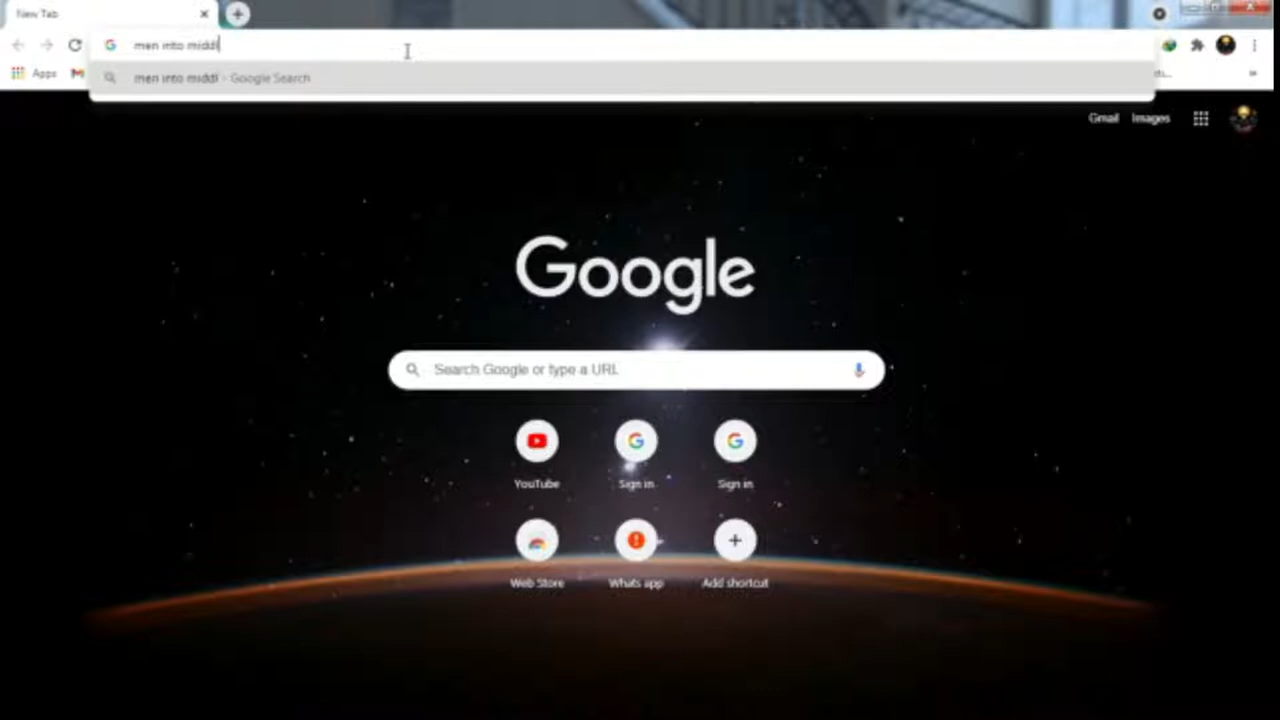 New Tab
men into middl
Apps
men into middl - Google Search
Gmail Images
Google
Search Google or type a URL
YouTube Sign in Sign in
Web Store Whats app Add shortcut